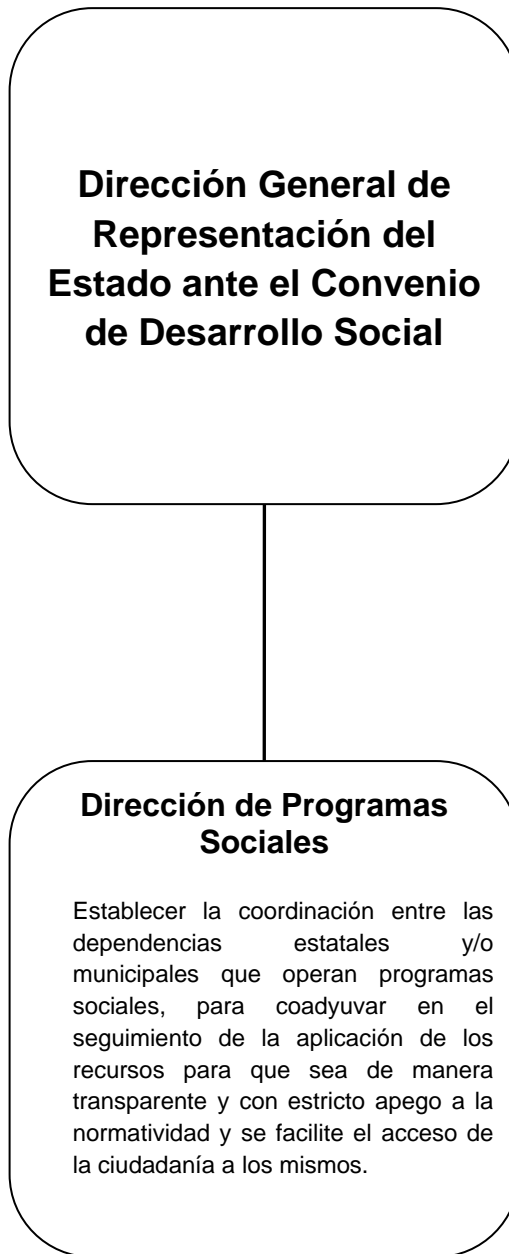 Dirección General de
Representación del
Estado ante el Convenio
de Desarrollo Social
Dirección de Programas
Sociales
Establecer la coordinación entre las
dependencias estatales y/o
municipales que operan programas
sociales, para coadyuvar en el
seguimiento de la aplicación de los
recursos para que sea de manera
transparente y con estricto apego a la
normatividad y se facilite el acceso de
la ciudadanía a los mismos.